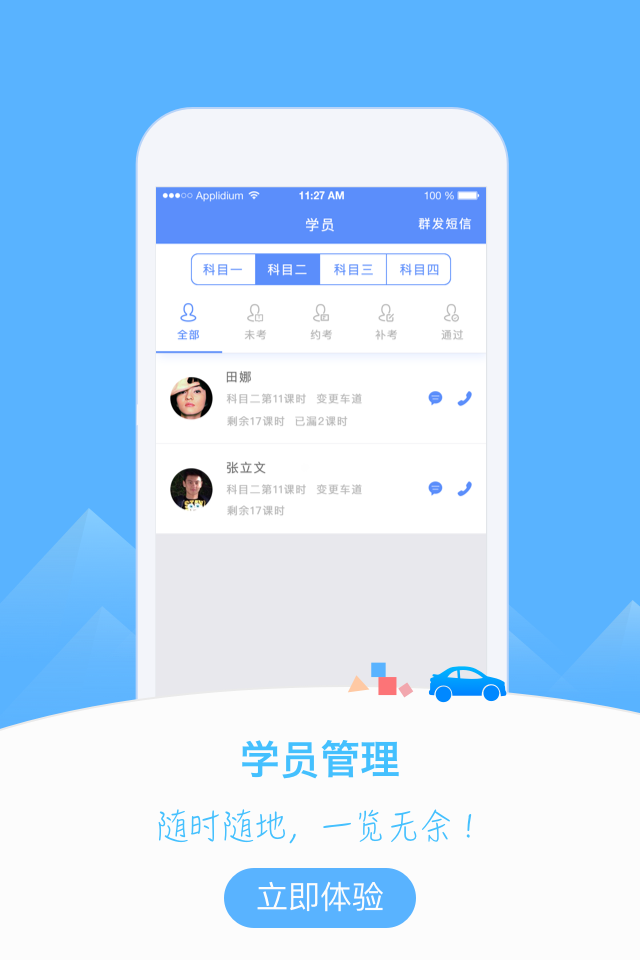 Applidium 11:27 AM 100 %
学员 群发短信
科目一 科目二 科目三 科目四
全部 未考 约考 补考 通过
田娜
科目二第11课时 变更车道
剩余17课时 已漏2课时
张立文
科目二第11课时 变更车道
剩余17课时
学员管理
随时随地，一览无余！
立即体验